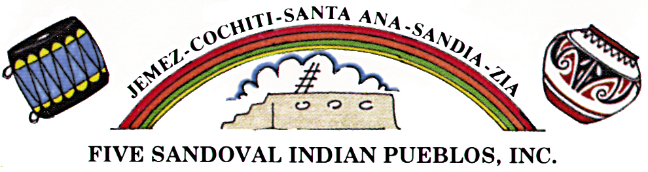 JEMEZ-COCHITI-SANTA ANA-SANDIA-ZIA
FIVE SANDOVAL INDIAN PUEBLOS, INC.